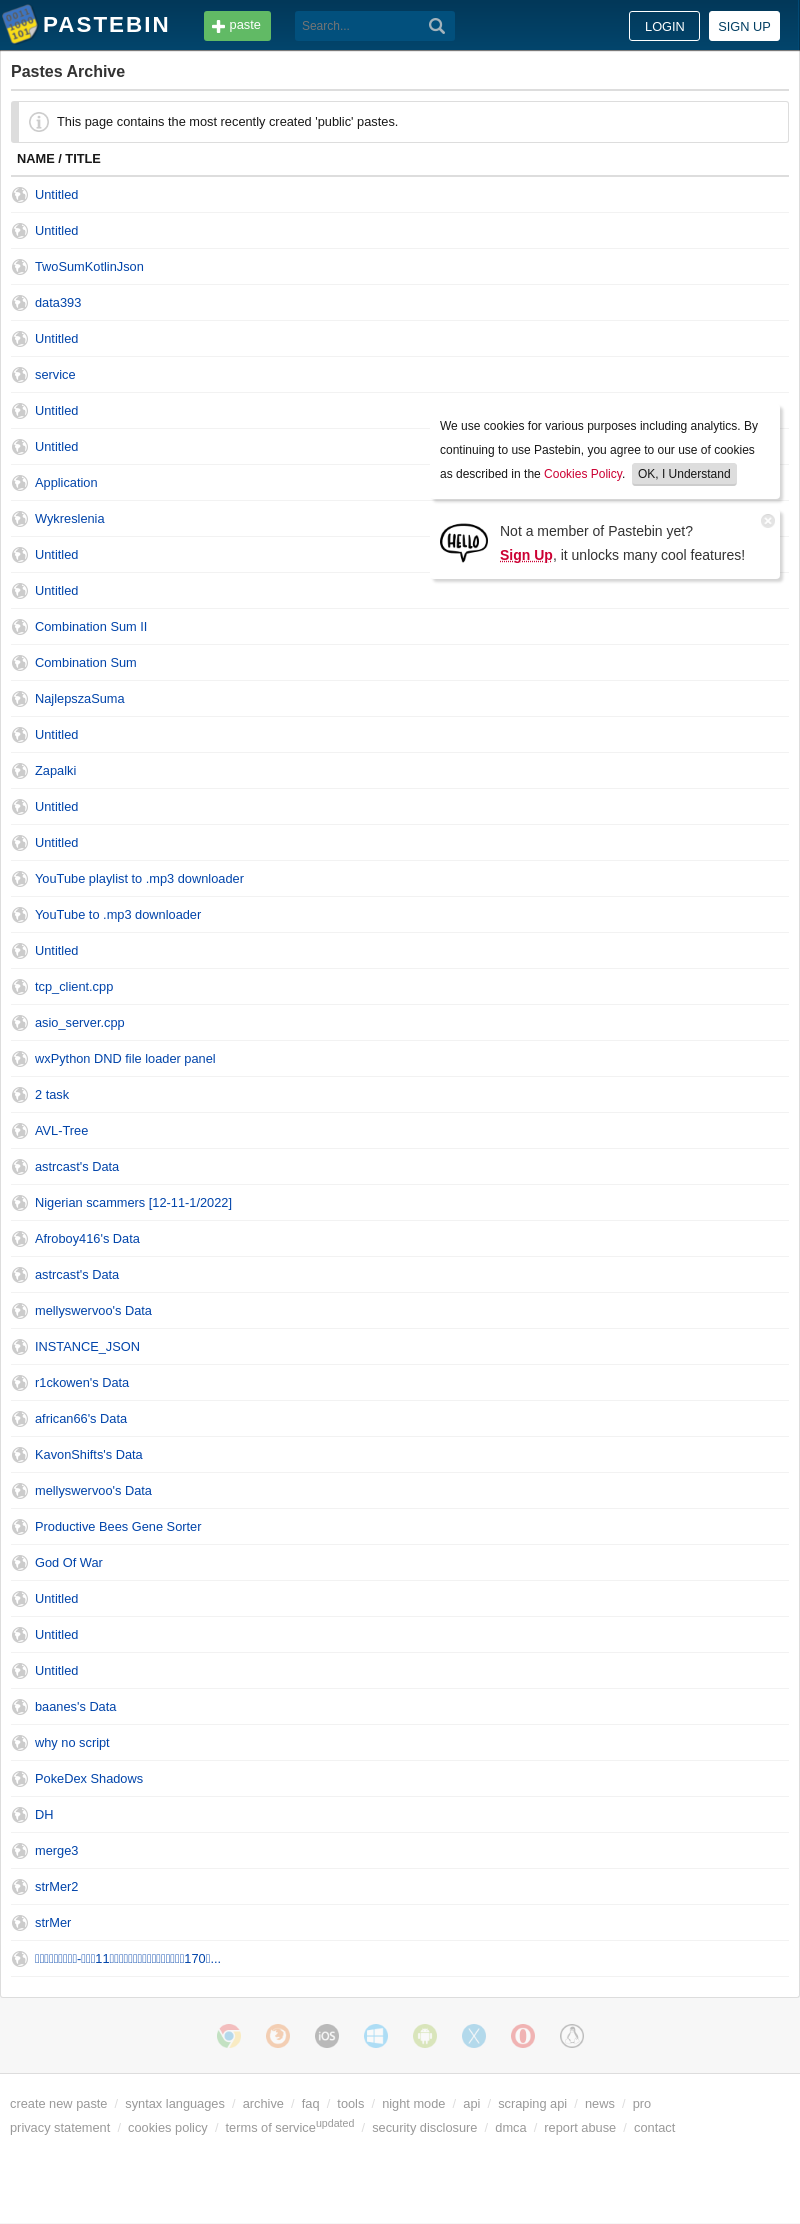 PASTEBIN
paste
Search...
LOGIN
SIGN UP
Pastes Archive
This page contains the most recently created 'public' pastes.
NAME / TITLE
Untitled
Untitled
TwoSumKotlinJson
data393
Untitled
service
Untitled
Untitled
Application
Wykreslenia
Untitled
Untitled
We use cookies for various purposes including analytics. By
continuing to use Pastebin, you agree to our use of cookies
as described in the Cookies Policy. OK, I Understand
HELLO
Not a member of Pastebin yet?
Sign Up, it unlocks many cool features!
Combination Sum II
Combination Sum
NajlepszaSuma
Untitled
Zapalki
Untitled
Untitled
YouTube playlist to .mp3 downloader
YouTube to .mp3 downloader
Untitled
tcp_client.cpp
asio_server.cpp
wxPython DND file loader panel
2 task
AVL-Tree
astrcast's Data
Nigerian scammers [12-11-1/2022]
Afroboy416's Data
astrcast's Data
mellyswervoo's Data
INSTANCE_JSON
r1ckowen's Data
african66's Data
KavonShifts's Data
mellyswervoo's Data
Productive Bees Gene Sorter
God Of War
Untitled
Untitled
Untitled
baanes's Data
why no script
PokeDex Shadows
DH
merge3
strMer2
strMer
iOS
create new paste / syntax languages / archive / faq / tools / night mode / api / scraping api / news / pro
privacy statement / cookies policy / terms of service updated / security disclosure / dmca / report abuse / contact